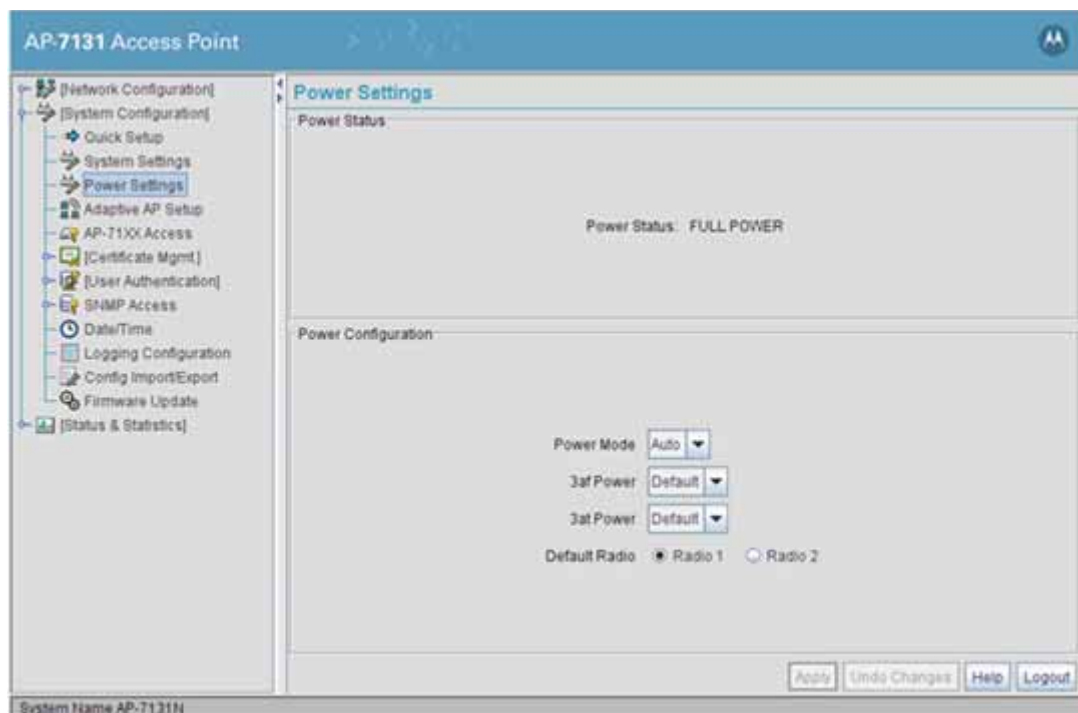 AP-7131 Access Point
[Network Configuration]
[System Configuration]
Quick Setup
System Settings
Power Settings
Adaptive AP Setup
AP-71XX Access
[Certificate Mgmt.]
[User Authentication]
SNMP Access
Date/Time
Logging Configuration
Config Import/Export
Firmware Update
[Status & Statistics]
Power Settings
Power Status
Power Status: FULL POWER
Power Configuration
Power Mode Auto
3af Power Default
3at Power Default
Default Radio Radio 1 Radio 2
Apply Undo Changes Help Logout
System Name AP-7131N